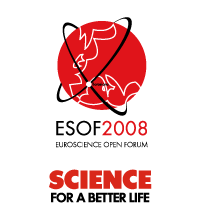 ESOF2008
EUROSCIENCE OPEN FORUM
SCIENCE
FOR A BETTER LIFE